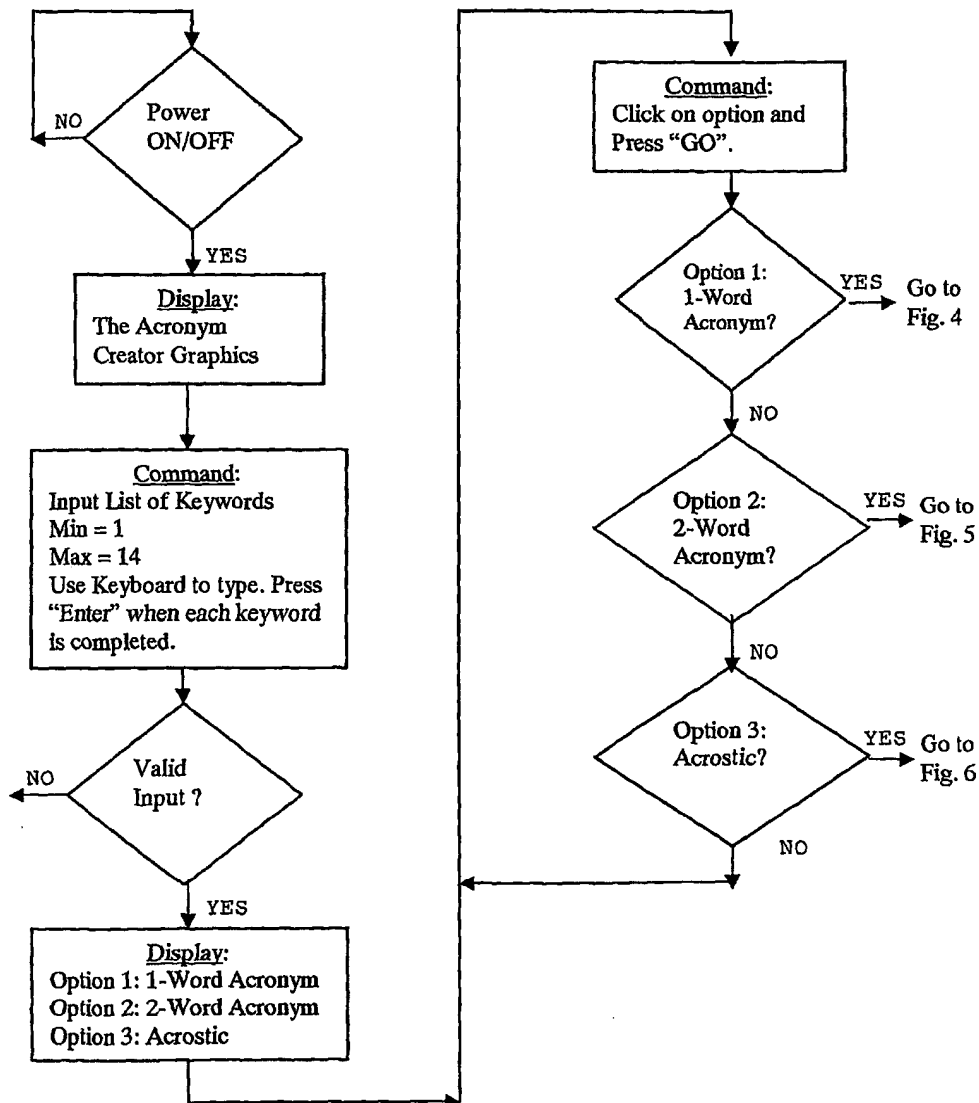 Power
ON/OFF
NO
YES
Display:
The Acronym
Creator Graphics
Command:
Input List of Keywords
Min = 1
Max = 14
Use Keyboard to type. Press
“Enter” when each keyword
is completed.
Valid
Input ?
NO
YES
Display:
Option 1: 1-Word Acronym
Option 2: 2-Word Acronym
Option 3: Acrostic
Command:
Click on option and
Press “GO”.
Option 1:
1-Word
Acronym?
YES
Go to
Fig. 4
NO
Option 2:
2-Word
Acronym?
YES
Go to
Fig. 5
NO
Option 3:
Acrostic?
YES
Go to
Fig. 6
NO